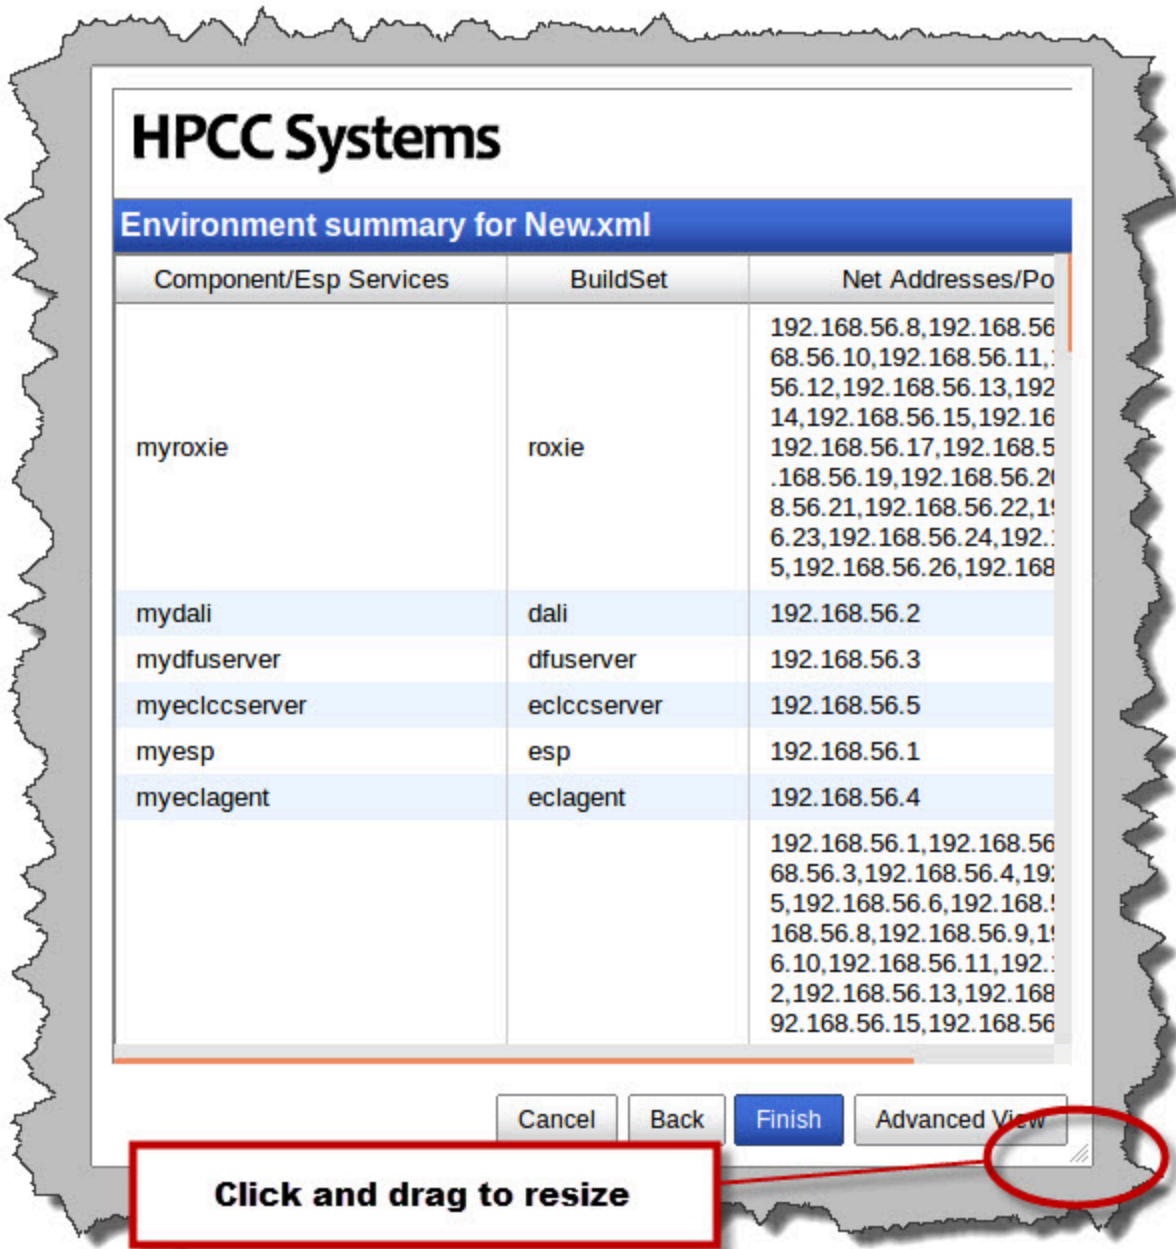 HPCC Systems
Environment summary for New.xml
Component/Esp Services BuildSet Net Addresses/Po
192.168.56.8,192.168.56
68.56.10,192.168.56.11,
56.12,192.168.56.13,192
14,192.168.56.15,192.16
myroxie roxie 192.168.56.17,192.168.5
.168.56.19,192.168.56.20
8.56.21,192.168.56.22,19
6.23,192.168.56.24,192.
5,192.168.56.26,192.168
mydali dali 192.168.56.2
mydfuserver dfuserver 192.168.56.3
myeclccserver eclccserver 192.168.56.5
myesp esp 192.168.56.1
myeclagent eclagent 192.168.56.4
192.168.56.1,192.168.56
68.56.3,192.168.56.4,192
5,192.168.56.6,192.168.
168.56.8,192.168.56.9,19
6.10,192.168.56.11,192.
2,192.168.56.13,192.168
92.168.56.15,192.168.56
Cancel Back Finish Advanced View
Click and drag to resize